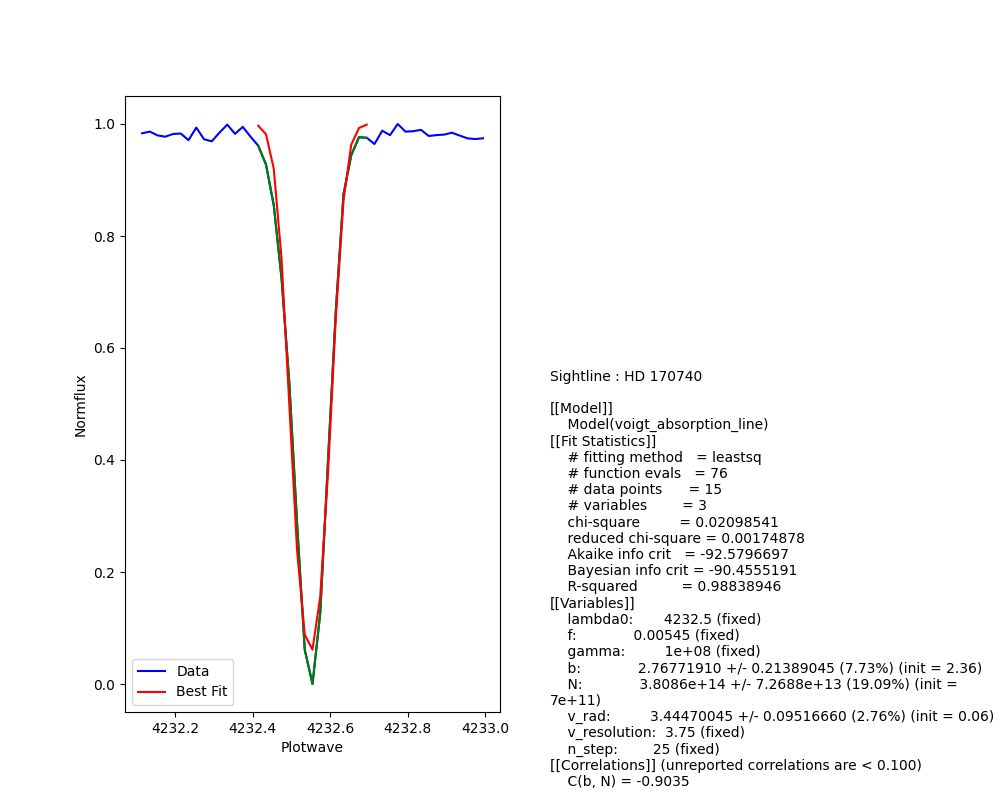 1.0
0.8
0.6
0.4
0.2
0.0
Normflux
Data
Best Fit
4232.2 4232.4 4232.6 4232.8 4233.0
Plotwave
Sightline : HD 170740
[[Model]]
Model(voigt_absorption_line)
[[Fit Statistics]]
# fitting method = leastsq
# function evals = 76
# data points = 15
# variables = 3
chi-square = 0.02098541
reduced chi-square = 0.00174878
Akaike info crit = -92.5796697
Bayesian info crit = -90.4555191
R-squared = 0.98838946
[[Variables]]
lambda0: 4232.5 (fixed)
f: 0.00545 (fixed)
gamma: 1e+08 (fixed)
b: 2.76771910 +/- 0.21389045 (7.73%) (init = 2.36)
N: 3.8086e+14 +/- 7.2688e+13 (19.09%) (init =
7e+11)
v_rad: 3.44470045 +/- 0.09516660 (2.76%) (init = 0.06)
v_resolution: 3.75 (fixed)
n_step: 25 (fixed)
[[Correlations]] (unreported correlations are < 0.100)
C(b, N) = -0.9035